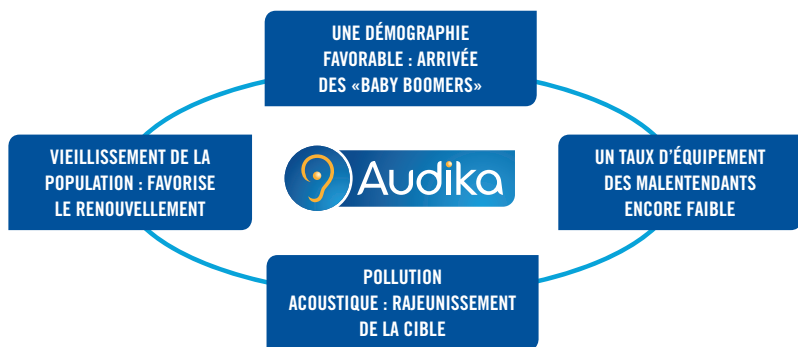 UNE DÉMOGRAPHIE
FAVORABLE : ARRIVÉE
DES «BABY BOOMERS»
VIEILLISSEMENT DE LA
POPULATION : FAVORISE
LE RENOUVELLEMENT
Audika
UN TAUX D'ÉQUIPEMENT
DES MALENTENDANTS
ENCORE FAIBLE
POLLUTION
ACOUSTIQUE : RAJEUNISSEMENT
DE LA CIBLE